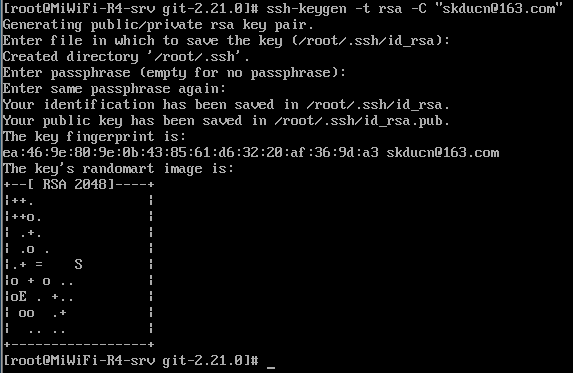 [root@MiWiFi-R4-srv git-2.21.0]# ssh-keygen -t rsa -C "skducn@163.com"
Generating public/private rsa key pair.
Enter file in which to save the key (/root/.ssh/id_rsa):
Created directory '/root/.ssh'.
Enter passphrase (empty for no passphrase):
Enter same passphrase again:
Your identification has been saved in /root/.ssh/id_rsa.
Your public key has been saved in /root/.ssh/id_rsa.pub.
The key fingerprint is:
ea:46:9e:80:9e:0b:43:85:61:d6:32:20:af:36:9d:a3 skducn@163.com
The key's randomart image is:
+--[ RSA 2048]----+
|++.              |
|++o.             |
| .+.             |
| .o .            |
|.+ =    S        |
|o + o ..         |
|oE . +..         |
| oo  .+          |
|  .. ..          |
+-----------------+
[root@MiWiFi-R4-srv git-2.21.0]# _